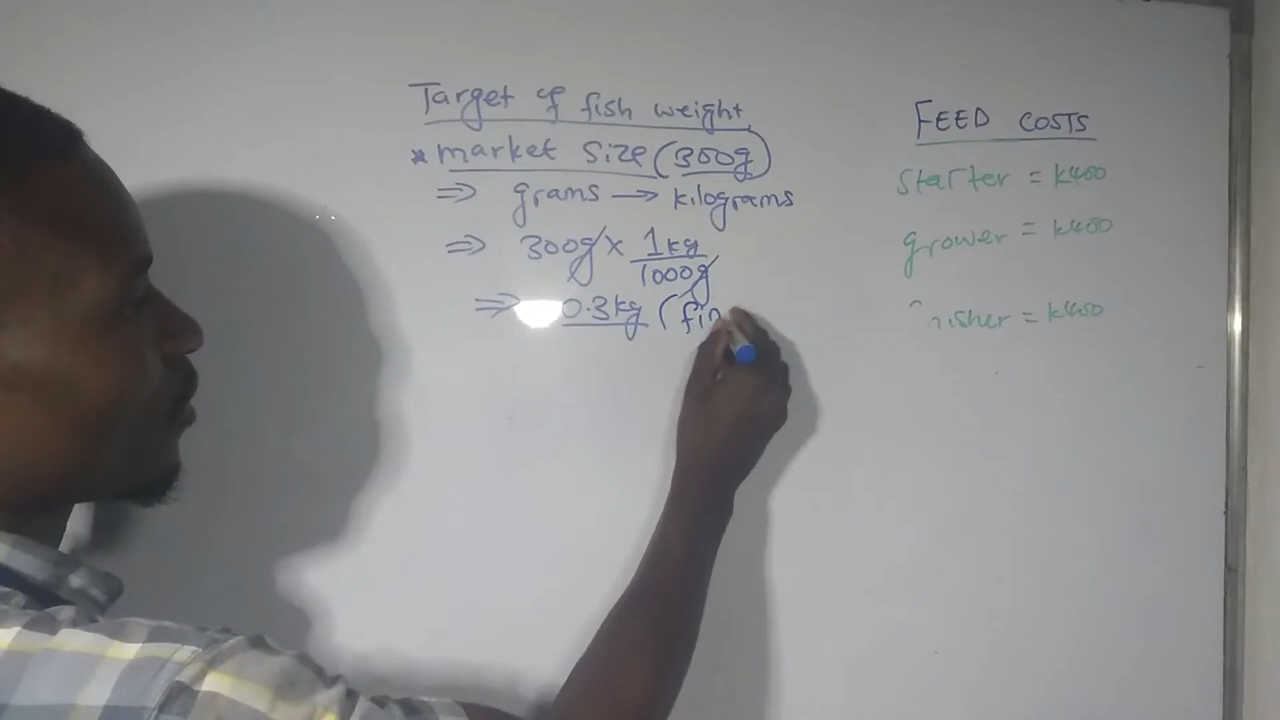 Target of fish weight
* market size (300g)
⇒ grams → kilograms
⇒ 300g × 1kg / 1000g
⇒ 0.3kg (fin
FEED COSTS
starter = K400
grower = K400
nisher = K400